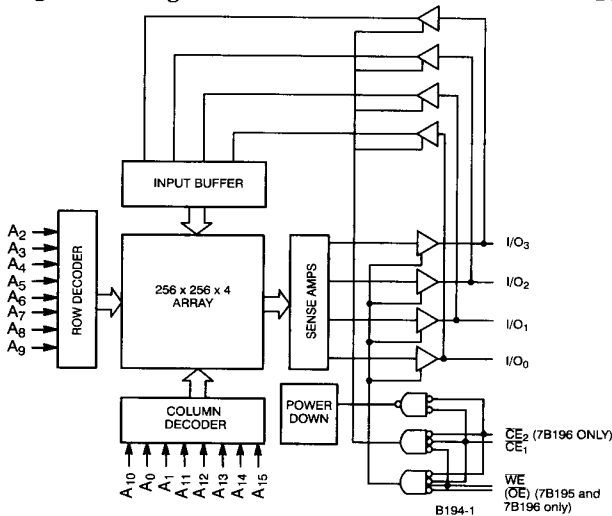 INPUT BUFFER
A2
A3
A4
A5
A6
A7
A8
A9
ROW DECODER
256 x 256 x 4
ARRAY
SENSE AMPS
I/O3
I/O2
I/O1
I/O0
COLUMN
DECODER
POWER
DOWN
A10
A0
A1
A11
A12
A13
A14
A15
CE2 (7B196 ONLY)
CE1
WE
(OE) (7B195 and
7B196 only)
B194-1